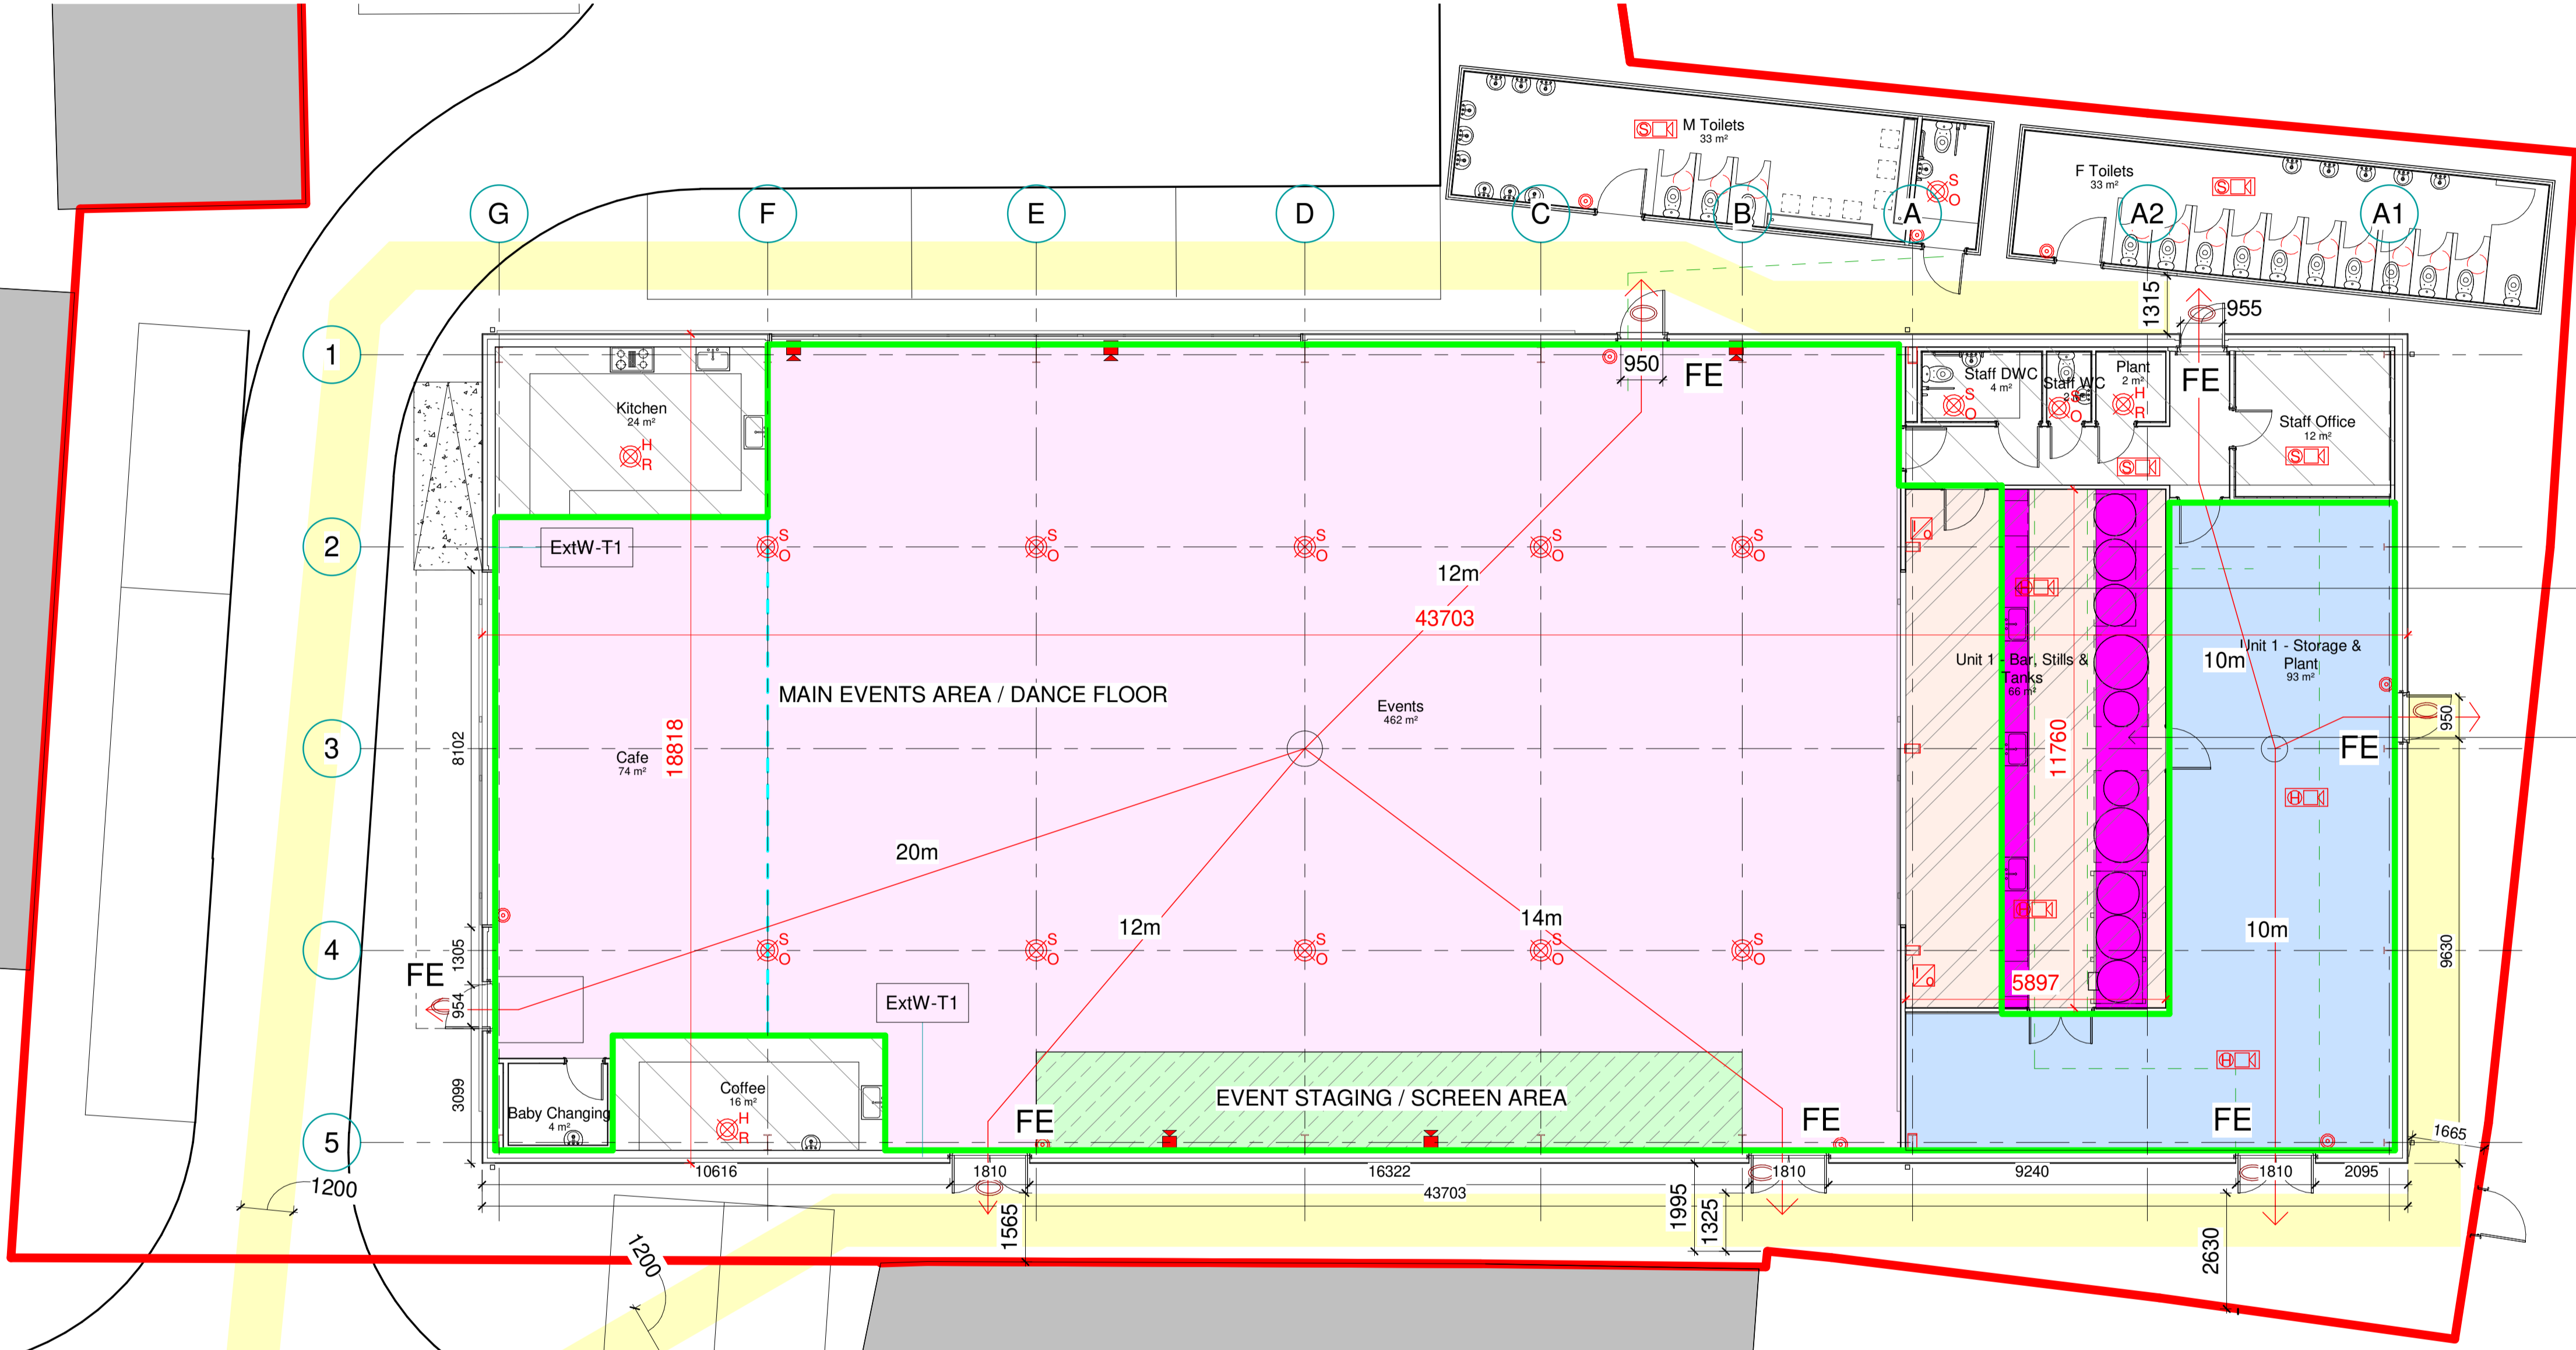 M Toilets
33 m²
S
S
O
F Toilets
33 m²
S
G
F
E
D
C
B
A
A2
A1
1315
955
1
950
FE
FE
Kitchen
24 m²
H
R
Staff DWC
4 m²
S
O
Staff WC
O
Plant
2 m²
H
R
Staff Office
12 m²
S
S
2
ExtW-T1
S
O
S
O
S
O
S
O
S
O
12m
43703
H
Unit 1 - Bar, Stills &
Tanks
66 m²
10m
Unit 1 - Storage &
Plant
93 m²
MAIN EVENTS AREA / DANCE FLOOR
Events
462 m²
3
8102
Cafe
74 m²
18818
11760
950
FE
H
20m
12m
14m
H
10m
4
1305
FE
954
S
O
S
O
S
O
S
O
S
O
5897
9630
ExtW-T1
H
3099
Baby Changing
4 m²
Coffee
16 m²
H
R
FE
EVENT STAGING / SCREEN AREA
FE
FE
5
1665
10616
1810
16322
1810
9240
1810
2095
1200
43703
1565
1995
1325
2630
1200